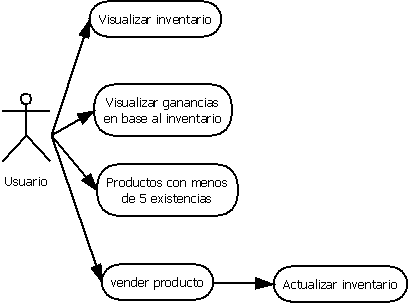 Visualizar inventario
Visualizar ganancias
en base al inventario
Usuario
Productos con menos
de 5 existencias
vender producto
Actualizar inventario